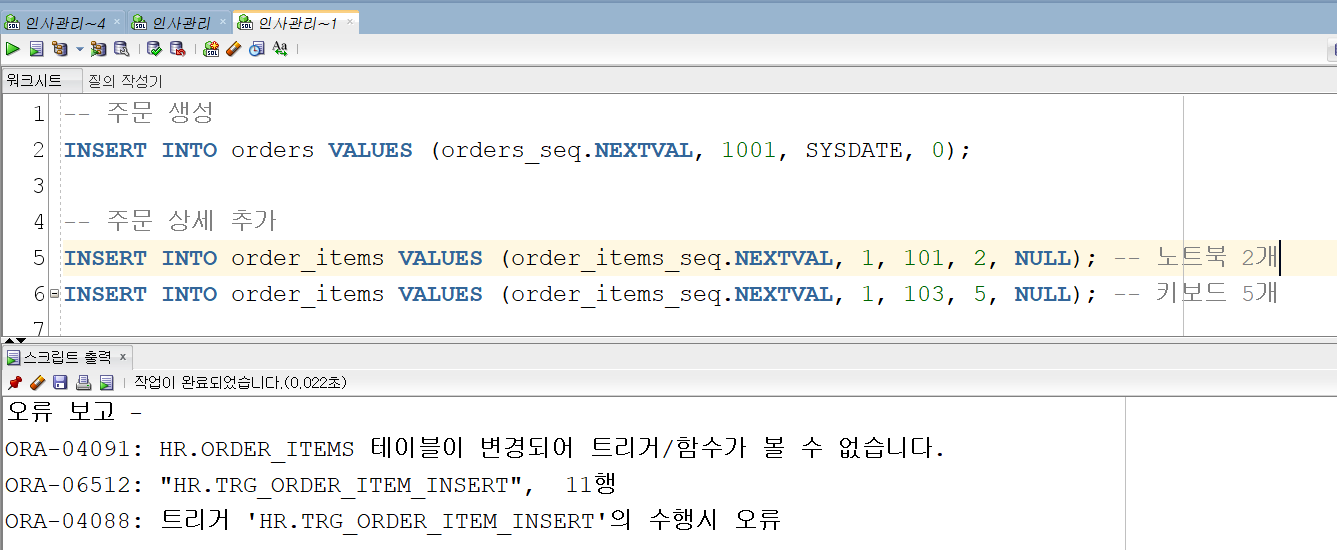 인사관리~4 × 인사관리 × 인사관리~1 ×
워크시트 질의 작성기
1 -- 주문 생성
2 INSERT INTO orders VALUES (orders_seq.NEXTVAL, 1001, SYSDATE, 0);
3
4 -- 주문 상세 추가
5 INSERT INTO order_items VALUES (order_items_seq.NEXTVAL, 1, 101, 2, NULL); -- 노트북 2개
6 INSERT INTO order_items VALUES (order_items_seq.NEXTVAL, 1, 103, 5, NULL); -- 키보드 5개
7
스크립트 출력 ×
작업이 완료되었습니다.(0,022초)
오류 보고 -
ORA-04091: HR.ORDER_ITEMS 테이블이 변경되어 트리거/함수가 볼 수 없습니다.
ORA-06512: "HR.TRG_ORDER_ITEM_INSERT", 11행
ORA-04088: 트리거 'HR.TRG_ORDER_ITEM_INSERT'의 수행시 오류